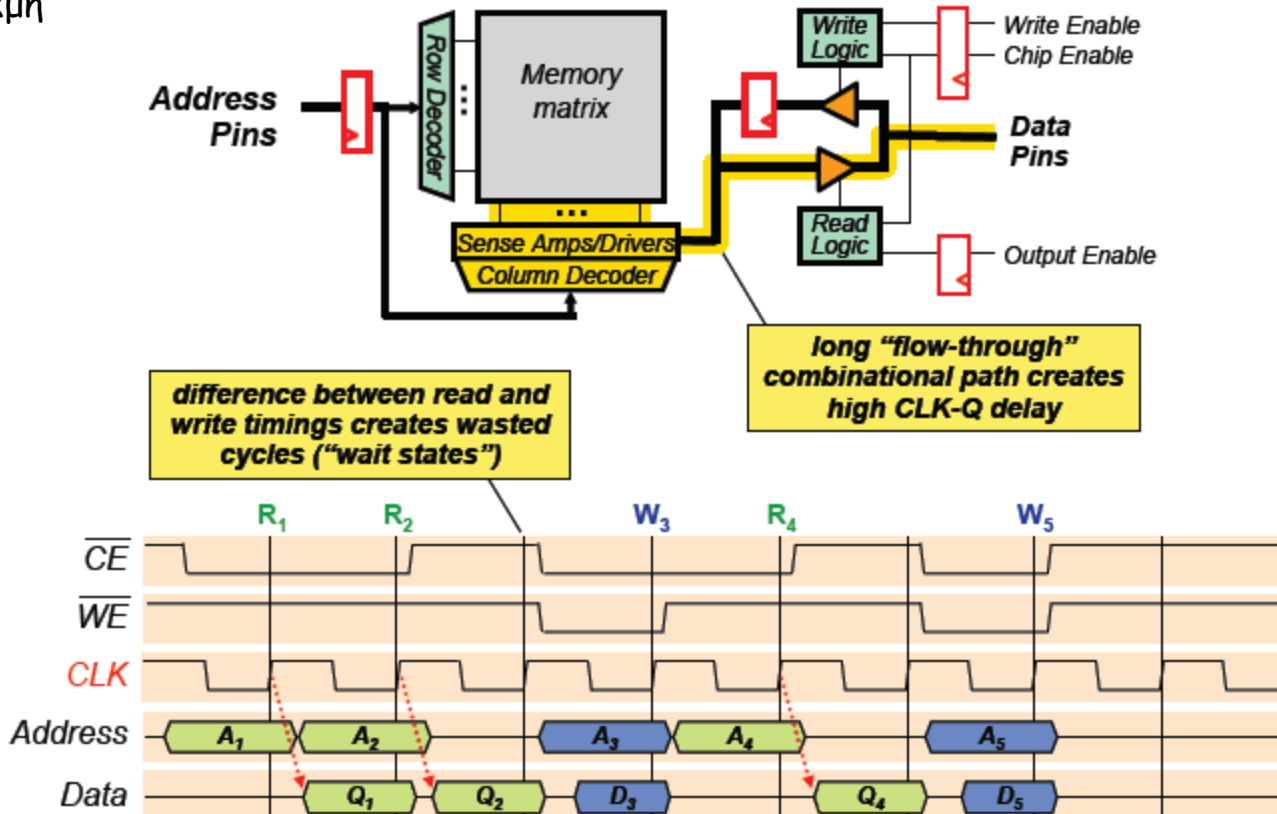 κμή
Address
Pins
Row Decoder
Memory
matrix
...
Sense Amps/Drivers
Column Decoder
Write
Logic
Write Enable
Chip Enable
Data
Pins
Read
Logic
Output Enable
long “flow-through”
combinational path creates
high CLK-Q delay
difference between read and
write timings creates wasted
cycles (“wait states”)
R1 R2 W3 R4 W5
CE
WE
CLK
Address A1 A2 A3 A4 A5
Data Q1 Q2 D3 Q4 D5